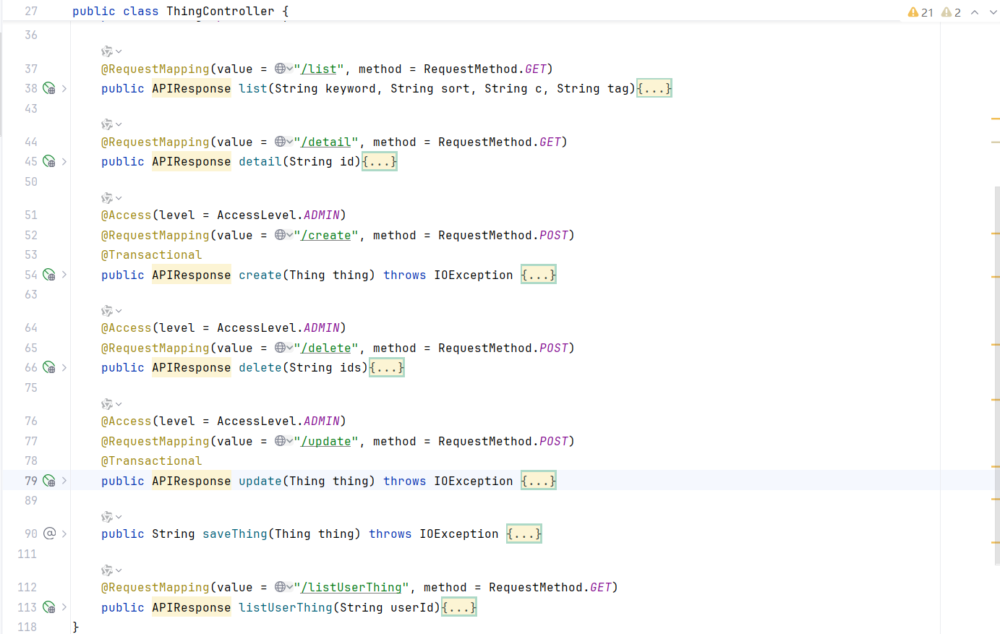 27 public class ThingController { 21 2
36
37 @RequestMapping(value = "/list", method = RequestMethod.GET)
38 public APIResponse list(String keyword, String sort, String c, String tag){...}
43
44 @RequestMapping(value = "/detail", method = RequestMethod.GET)
45 public APIResponse detail(String id){...}
50
51 @Access(level = AccessLevel.ADMIN)
52 @RequestMapping(value = "/create", method = RequestMethod.POST)
53 @Transactional
54 public APIResponse create(Thing thing) throws IOException {...}
63
64 @Access(level = AccessLevel.ADMIN)
65 @RequestMapping(value = "/delete", method = RequestMethod.POST)
66 public APIResponse delete(String ids){...}
75
76 @Access(level = AccessLevel.ADMIN)
77 @RequestMapping(value = "/update", method = RequestMethod.POST)
78 @Transactional
79 public APIResponse update(Thing thing) throws IOException {...}
89
90 @ public String saveThing(Thing thing) throws IOException {...}
111
112 @RequestMapping(value = "/listUserThing", method = RequestMethod.GET)
113 public APIResponse listUserThing(String userId){...}
118 }